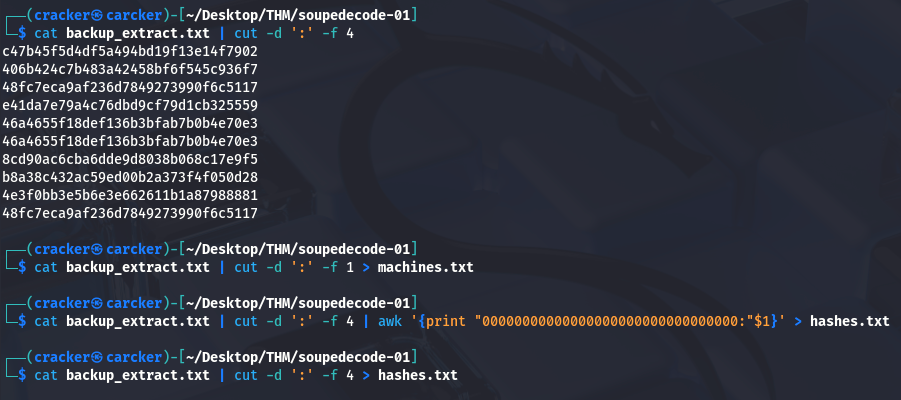 ┌──(cracker㉿carcker)-[~/Desktop/THM/soupedecode-01]
└─$ cat backup_extract.txt | cut -d ':' -f 4
c47b45f5d4df5a494bd19f13e14f7902
406b424c7b483a42458bf6f545c936f7
48fc7eca9af236d7849273990f6c5117
e41da7e79a4c76dbd9cf79d1cb325559
46a4655f18def136b3bfab7b0b4e70e3
46a4655f18def136b3bfab7b0b4e70e3
8cd90ac6cba6dde9d8038b068c17e9f5
b8a38c432ac59ed00b2a373f4f050d28
4e3f0bb3e5b6e3e662611b1a87988881
48fc7eca9af236d7849273990f6c5117
┌──(cracker㉿carcker)-[~/Desktop/THM/soupedecode-01]
└─$ cat backup_extract.txt | cut -d ':' -f 1 > machines.txt
┌──(cracker㉿carcker)-[~/Desktop/THM/soupedecode-01]
└─$ cat backup_extract.txt | cut -d ':' -f 4 | awk '{print "00000000000000000000000000000000:"$1}' > hashes.txt
┌──(cracker㉿carcker)-[~/Desktop/THM/soupedecode-01]
└─$ cat backup_extract.txt | cut -d ':' -f 4 > hashes.txt